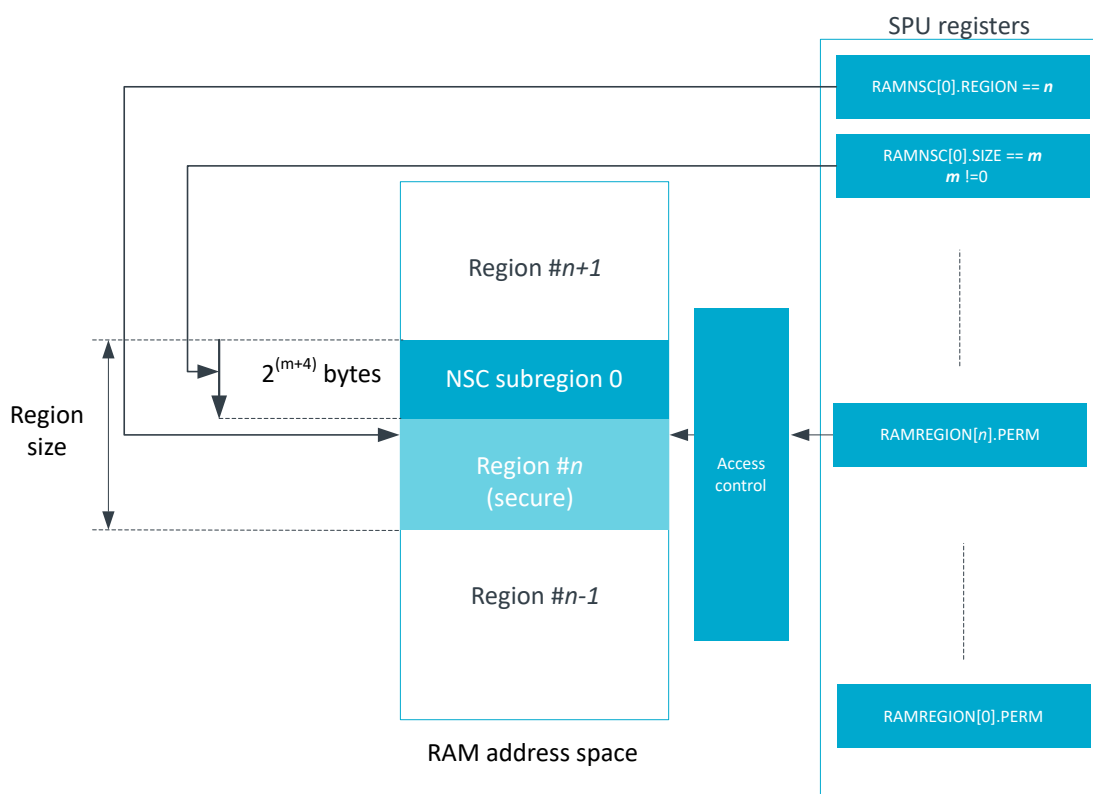 SPU registers
RAMNSC[0].REGION == n
RAMNSC[0].SIZE == m
m !=0
Region #n+1
2^(m+4) bytes
NSC subregion 0
Region
size
RAMREGION[n].PERM
Region #n
(secure)
Access
control
Region #n-1
RAMREGION[0].PERM
RAM address space